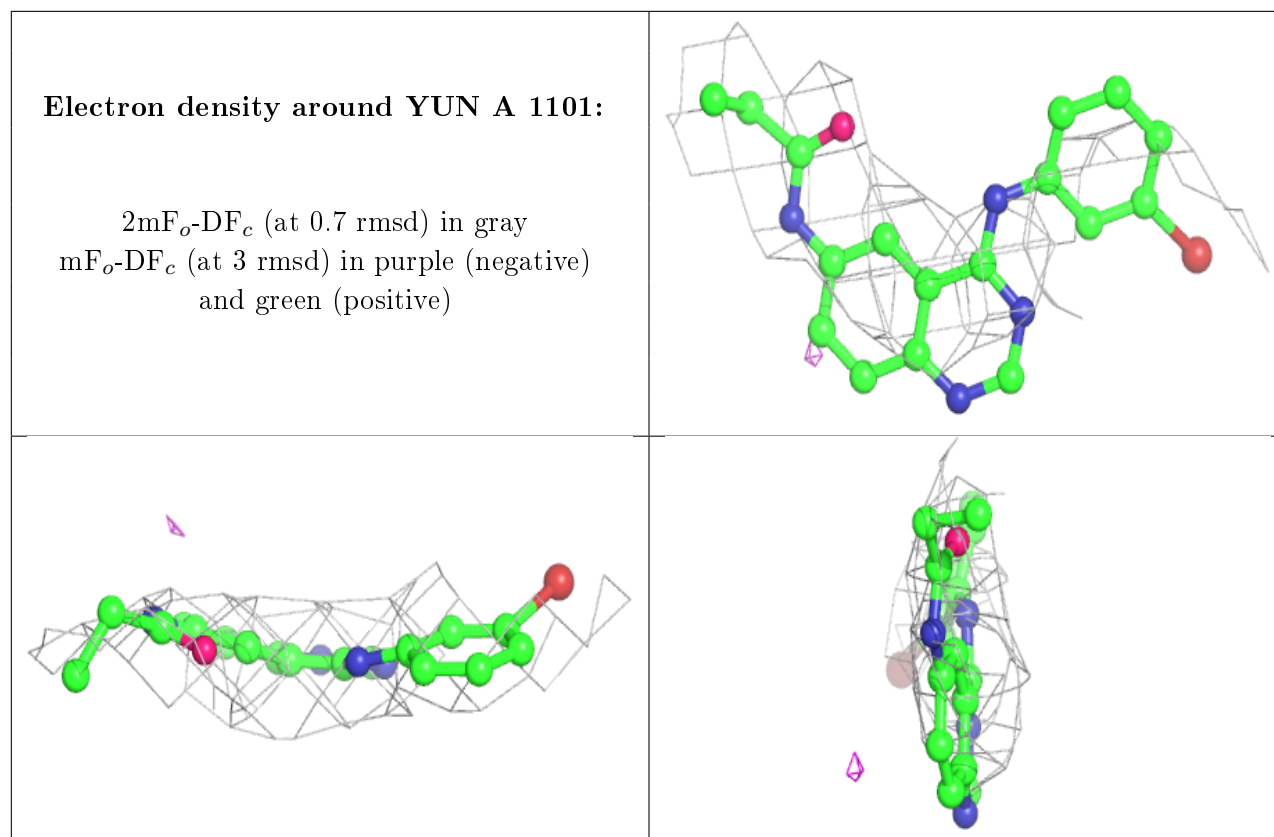 Electron density around YUN A 1101:
2mFo-DFc (at 0.7 rmsd) in gray
mFo-DFc (at 3 rmsd) in purple (negative)
and green (positive)